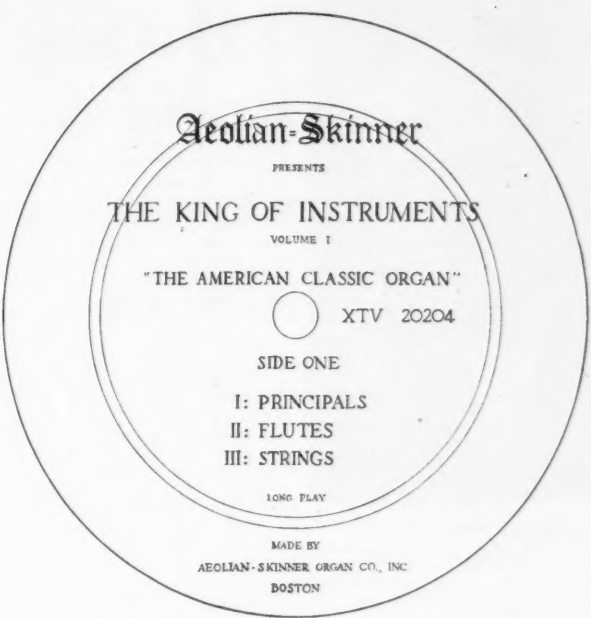 Aeolian=Skinner
PRESENTS
THE KING OF INSTRUMENTS
VOLUME I
"THE AMERICAN CLASSIC ORGAN"
XTV 20204
SIDE ONE
I: PRINCIPALS
II: FLUTES
III: STRINGS
LONG PLAY
MADE BY
AEOLIAN-SKINNER ORGAN CO., INC.
BOSTON